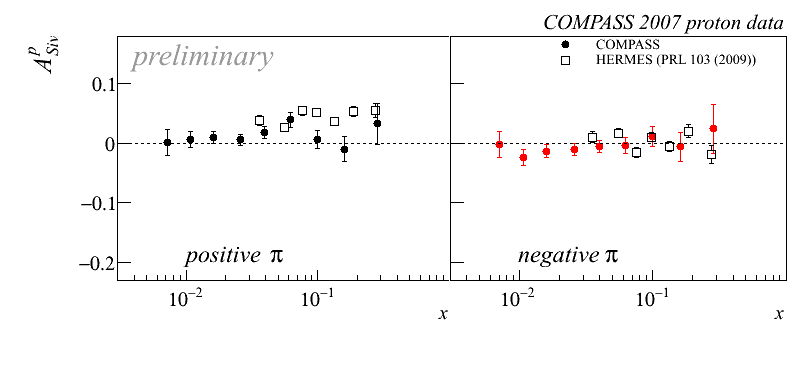 COMPASS 2007 proton data
A^p_Siv
preliminary
COMPASS
HERMES (PRL 103 (2009))
0.1
0
−0.1
−0.2
positive π
negative π
10^−2
10^−1
10^−2
10^−1
x
x